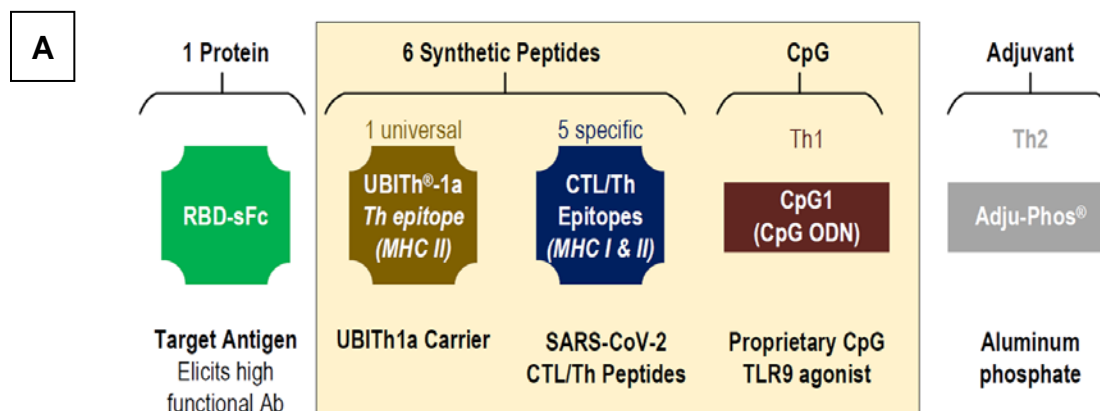 A
1 Protein
6 Synthetic Peptides
CpG
Adjuvant
1 universal
5 specific
Th1
Th2
RBD-sFc
UBITh®-1a
Th epitope
(MHC II)
CTL/Th
Epitopes
(MHC I & II)
CpG1
(CpG ODN)
Adju-Phos®
Target Antigen
Elicits high
functional Ab
UBITh1a Carrier
SARS-CoV-2
CTL/Th Peptides
Proprietary CpG
TLR9 agonist
Aluminum
phosphate